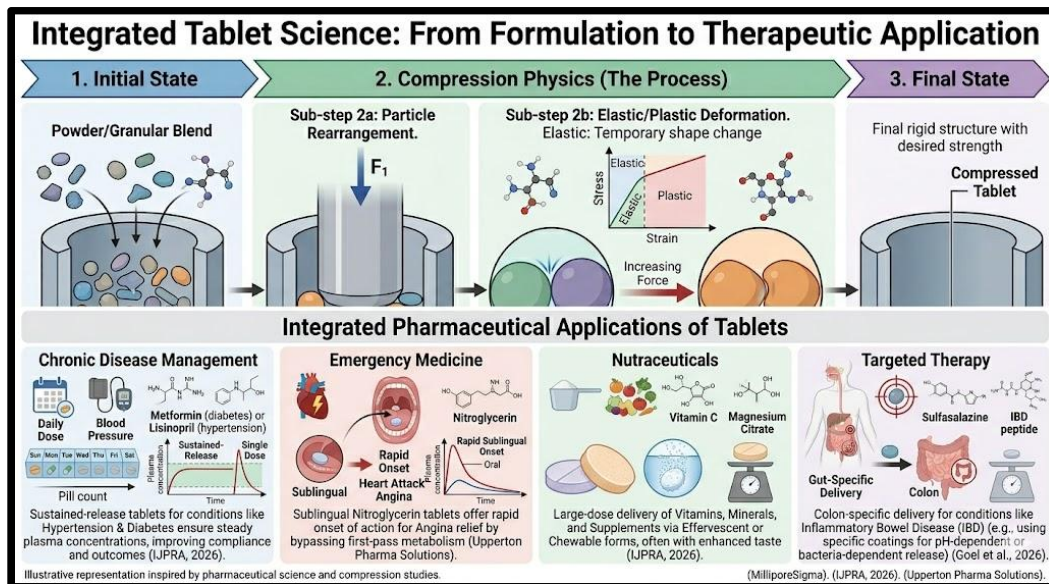 Integrated Tablet Science: From Formulation to Therapeutic Application
1. Initial State
2. Compression Physics (The Process)
3. Final State
Powder/Granular Blend
Sub-step 2a: Particle
Rearrangement.
F1
Sub-step 2b: Elastic/Plastic Deformation.
Elastic: Temporary shape change
Stress
Elastic
Elastic
Plastic
Strain
Increasing
Force
Final rigid structure with
desired strength
Compressed
Tablet
Integrated Pharmaceutical Applications of Tablets
Chronic Disease Management
Daily
Dose
Blood
Pressure
Metformin (diabetes) or
Lisinopril (hypertension)
Sun Mon Tue Wed Thu Fri Sat
Pill count
Sustained-
Release
Single
Dose
Plasma
concentration
Time
Sustained-release tablets for conditions like
Hypertension & Diabetes ensure steady
plasma concentrations, improving compliance
and outcomes (IJPRA, 2026).
Emergency Medicine
Nitroglycerin
Sublingual
Rapid
Onset
Heart Attack
Angina
Rapid Sublingual
Onset
Oral
Plasma
concentration
Time
Sublingual Nitroglycerin tablets offer rapid
onset of action for Angina relief by
bypassing first-pass metabolism (Upperton
Pharma Solutions).
Nutraceuticals
Vitamin C
Magnesium
Citrate
Large-dose delivery of Vitamins, Minerals,
and Supplements via Effervescent or
Chewable forms, often with enhanced taste
(IJPRA, 2026).
Targeted Therapy
Sulfasalazine
IBD
peptide
Gut-Specific
Delivery
Colon
Colon-specific delivery for conditions like
Inflammatory Bowel Disease (IBD) (e.g., using
specific coatings for pH-dependent or
bacteria-dependent release) (Goel et al., 2026).
Illustrative representation inspired by pharmaceutical science and compression studies.
(MilliporeSigma). (IJPRA, 2026). (Upperton Pharma Solutions).